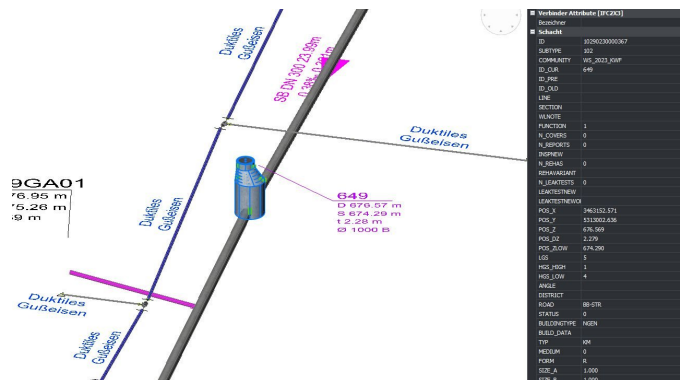 Duktiles
Gußeisen
SB DN 300 23.99m
Duktiles
Gußeisen
9GA01
76.95 m
75.26 m
649
D 676.57 m
S 674.29 m
t 2.28 m
Ø 1000 B
Duktiles
Gußeisen
Duktiles
Gußeisen
Duktiles
Gußeisen
Verbinder Attribute [IFC2X3]
Bezeichner
Schacht
ID 10290230000367
SUBTYPE 102
COMMUNITY WS_2023_KWF
ID_CUR 649
ID_PRE
ID_OLD
LINE
SECTION
WLNOTE
FUNCTION 1
N_COVERS 0
N_REPORTS 0
INSPNEW
N_REHAS 0
REHAVARIANT
N_LEAKTESTS 0
LEAKTESTNEW
LEAKTESTNEWOI
POS_X 3463152.571
POS_Y 5313002.636
POS_Z 676.569
POS_DZ 2.279
POS_ZLOW 674.290
LGS 5
HGS_HIGH 1
HGS_LOW 4
ANGLE
DISTRICT
ROAD BB-STR
STATUS 0
BUILDINGTYPE NGEN
BUILD_DATA
TYP KM
MEDIUM 0
FORM R
SIZE_A 1.000
SIZE_B 1.000